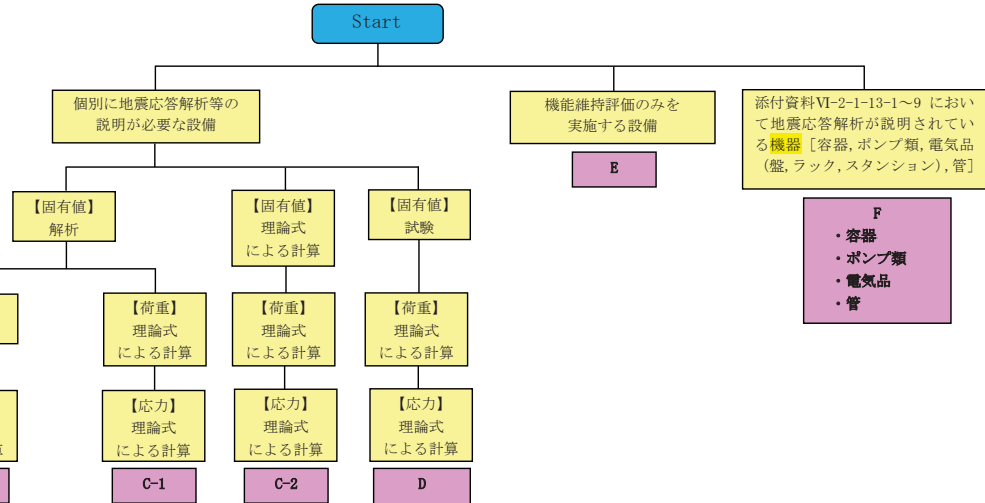 Start
個別に地震応答解析等の
説明が必要な設備
機能維持評価のみを
実施する設備
添付資料Ⅵ-2-1-13-1～9 におい
て地震応答解析が説明されてい
る機器［容器,ポンプ類,電気品
（盤,ラック,スタンション）,管］
E
F
・容器
・ポンプ類
・電気品
・管
【固有値】
解析
【固有値】
理論式
による計算
【固有値】
試験
【荷重】
理論式
による計算
【荷重】
理論式
による計算
【荷重】
理論式
による計算
【応力】
理論式
による計算
【応力】
理論式
による計算
【応力】
理論式
による計算
C-1
C-2
D